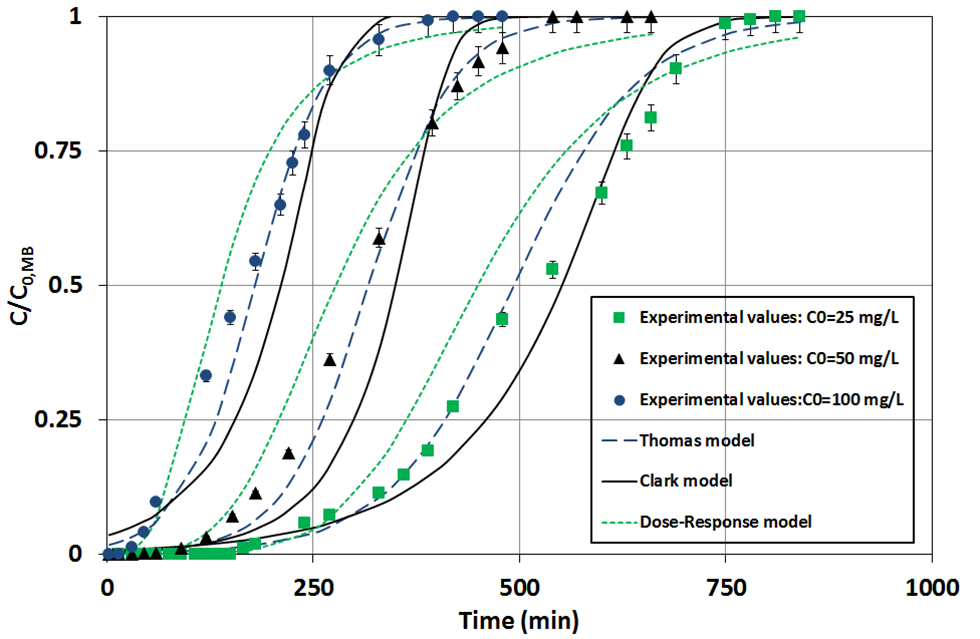 1
0.75
0.5
0.25
0
C/C0,MB
Experimental values: C0=25 mg/L
Experimental values: C0=50 mg/L
Experimental values:C0=100 mg/L
Thomas model
Clark model
Dose-Response model
0 250 500 750 1000
Time (min)